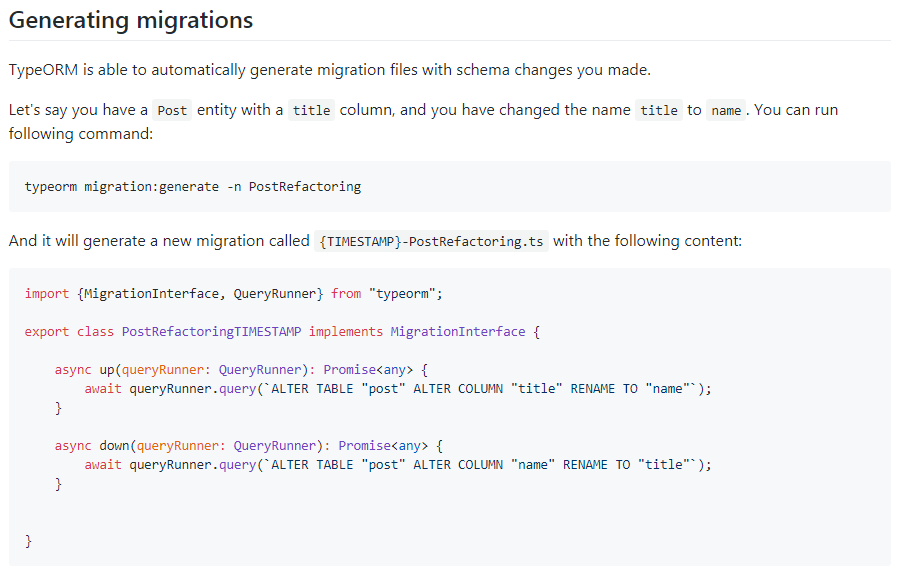 Generating migrations
TypeORM is able to automatically generate migration files with schema changes you made.
Let's say you have a Post entity with a title column, and you have changed the name title to name. You can run
following command:
typeorm migration:generate -n PostRefactoring
And it will generate a new migration called {TIMESTAMP}-PostRefactoring.ts with the following content:
import {MigrationInterface, QueryRunner} from "typeorm";
export class PostRefactoringTIMESTAMP implements MigrationInterface {
async up(queryRunner: QueryRunner): Promise<any> {
await queryRunner.query(`ALTER TABLE "post" ALTER COLUMN "title" RENAME TO "name"`);
}
async down(queryRunner: QueryRunner): Promise<any> {
await queryRunner.query(`ALTER TABLE "post" ALTER COLUMN "name" RENAME TO "title"`);
}
}